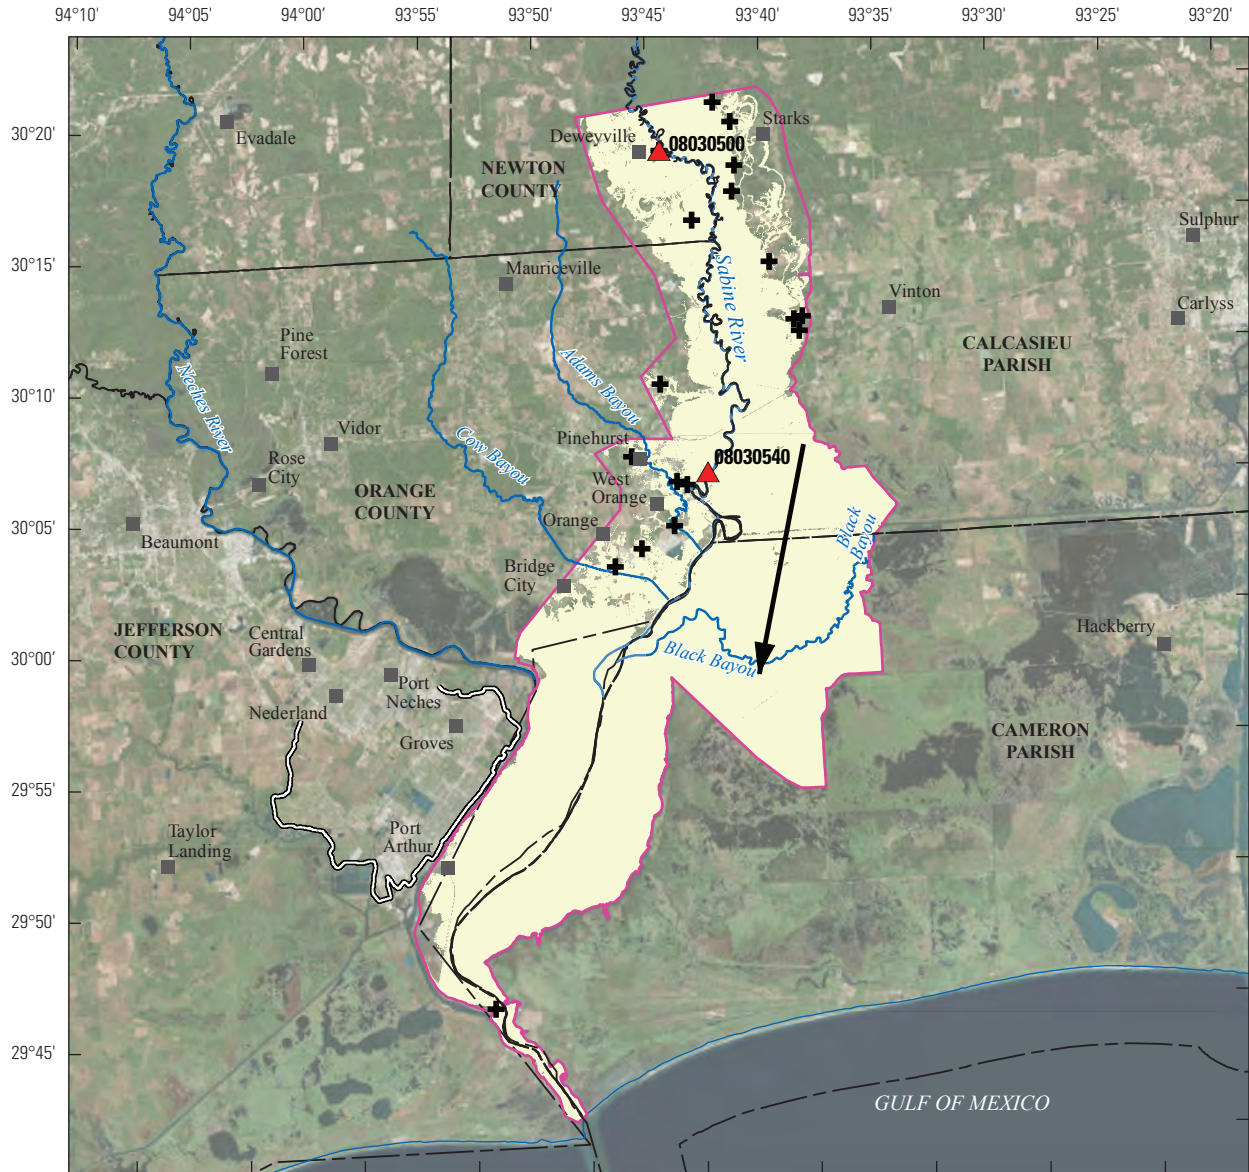 94°10'
94°05'
94°00'
93°55'
93°50'
93°45'
93°40'
93°35'
93°30'
93°25'
93°20'
30°20'
30°15'
30°10'
30°05'
30°00'
29°55'
29°50'
29°45'
Evadale
Deweyville
08030500
Starks
NEWTON
COUNTY
Sulphur
Mauriceville
Sabine River
Vinton
Carlyss
Pine
Forest
CALCASIEU
PARISH
Neches River
Adams Bayou
Vidor
Cow Bayou
Pinehurst
08030540
Rose
City
West
Orange
ORANGE
COUNTY
Orange
Black
Bayou
Beaumont
Bridge
City
JEFFERSON
COUNTY
Central
Gardens
Hackberry
Black Bayou
Port
Neches
Nederland
Groves
CAMERON
PARISH
Port
Arthur
Taylor
Landing
GULF OF MEXICO